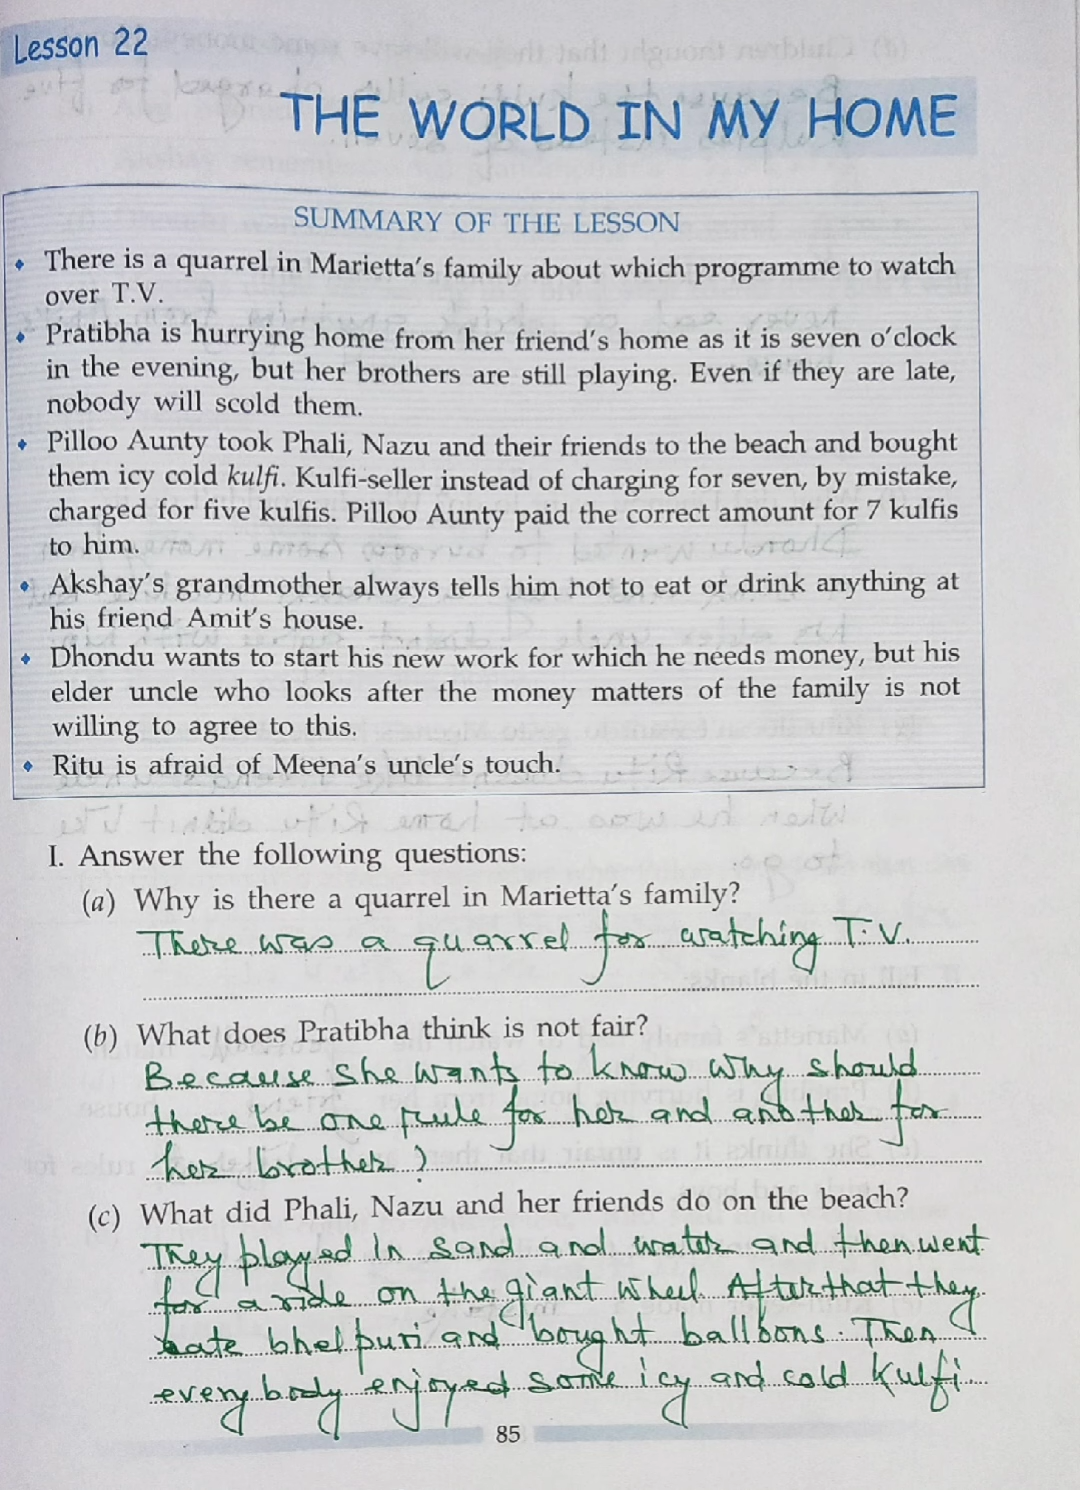 Lesson 22
THE WORLD IN MY HOME
SUMMARY OF THE LESSON
There is a quarrel in Marietta's family about which programme to watch
over T.V.
Pratibha is hurrying home from her friend's home as it is seven o'clock
in the evening, but her brothers are still playing. Even if they are late,
nobody will scold them.
Pilloo Aunty took Phali, Nazu and their friends to the beach and bought
them icy cold kulfi. Kulfi-seller instead of charging for seven, by mistake,
charged for five kulfis. Pilloo Aunty paid the correct amount for 7 kulfis
to him.
Akshay's grandmother always tells him not to eat or drink anything at
his friend Amit's house.
Dhondu wants to start his new work for which he needs money, but his
elder uncle who looks after the money matters of the family is not
willing to agree to this.
Ritu is afraid of Meena's uncle's touch.
I. Answer the following questions:
(a) Why is there a quarrel in Marietta's family?
There was a quarrel for watching T.V.
(b) What does Pratibha think is not fair?
Because she wants to know why should
there be one rule for her and another for
her brother?
(c) What did Phali, Nazu and her friends do on the beach?
They played in sand and water and then went
for a ride on the giant wheel. After that they
ate bhel puri and bought balloons. Then
everybody enjoyed some icy and cold Kulfi.
85